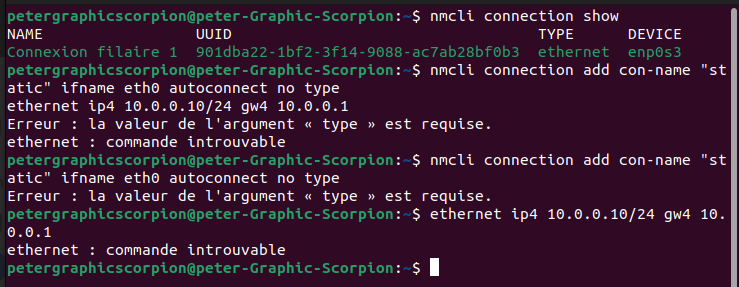 petergraphicscorpion@peter-Graphic-Scorpion:~$ nmcli connection show
NAME                 UUID                                  TYPE      DEVICE
Connexion filaire 1  901dba22-1bf2-3f14-9088-ac7ab28bf0b3  ethernet  enp0s3
petergraphicscorpion@peter-Graphic-Scorpion:~$ nmcli connection add con-name "st
atic" ifname eth0 autoconnect no type
ethernet ip4 10.0.0.10/24 gw4 10.0.0.1
Erreur : la valeur de l'argument « type » est requise.
ethernet : commande introuvable
petergraphicscorpion@peter-Graphic-Scorpion:~$ nmcli connection add con-name "st
atic" ifname eth0 autoconnect no type
Erreur : la valeur de l'argument « type » est requise.
petergraphicscorpion@peter-Graphic-Scorpion:~$ ethernet ip4 10.0.0.10/24 gw4 10.
0.0.1
ethernet : commande introuvable
petergraphicscorpion@peter-Graphic-Scorpion:~$